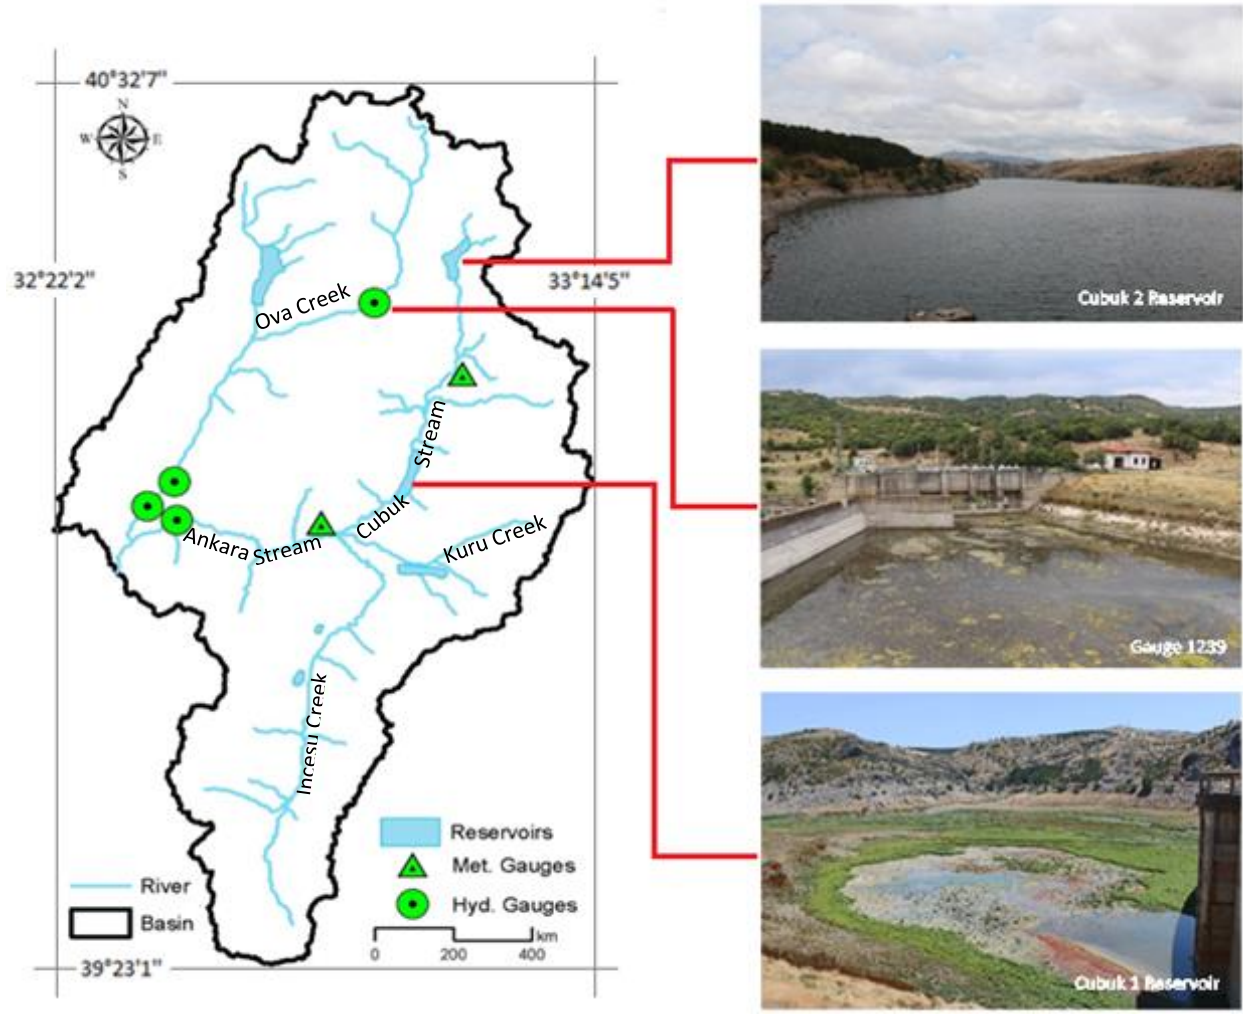 40°32'7"
N
W E
S
32°22'2"
33°14'5"
Ova Creek
Stream
Cubuk
Ankara Stream
Kuru Creek
Incesu Creek
Reservoirs
Met. Gauges
Hyd. Gauges
River
Basin
km
0 200 400
39°23'1"
Cubuk 2 Reservoir
Gauge 1239
Cubuk 1 Reservoir